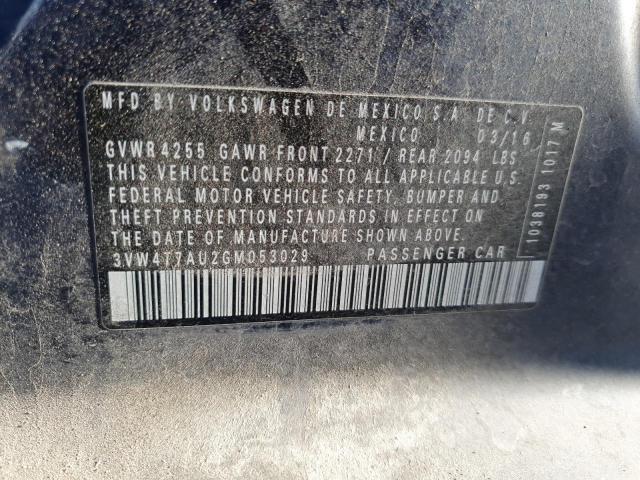 MFD BY VOLKSWAGEN DE MEXICO S.A. DE C.V.
MEXICO 03/16
GVWR 4255 GAWR FRONT 2271 / REAR 2094 LBS
THIS VEHICLE CONFORMS TO ALL APPLICABLE U.S.
FEDERAL MOTOR VEHICLE SAFETY, BUMPER AND
THEFT PREVENTION STANDARDS IN EFFECT ON
THE DATE OF MANUFACTURE SHOWN ABOVE.
3VW4T7AU2GM053029 PASSENGER CAR
1038193 1017 M